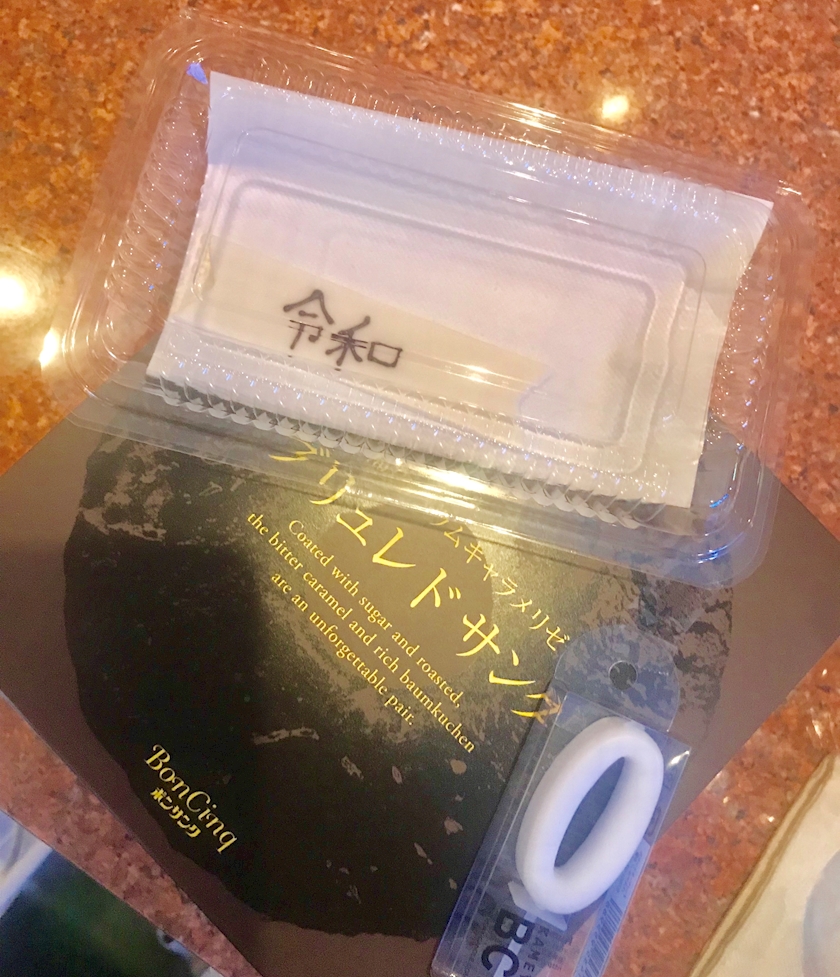 令和
ブリュレドサンク
ムキャラメリゼ
Coated with sugar and roasted,
the bitter caramel and rich baumkuchen
are an unforgettable pair.
BonCinq
ボンサンク
BC